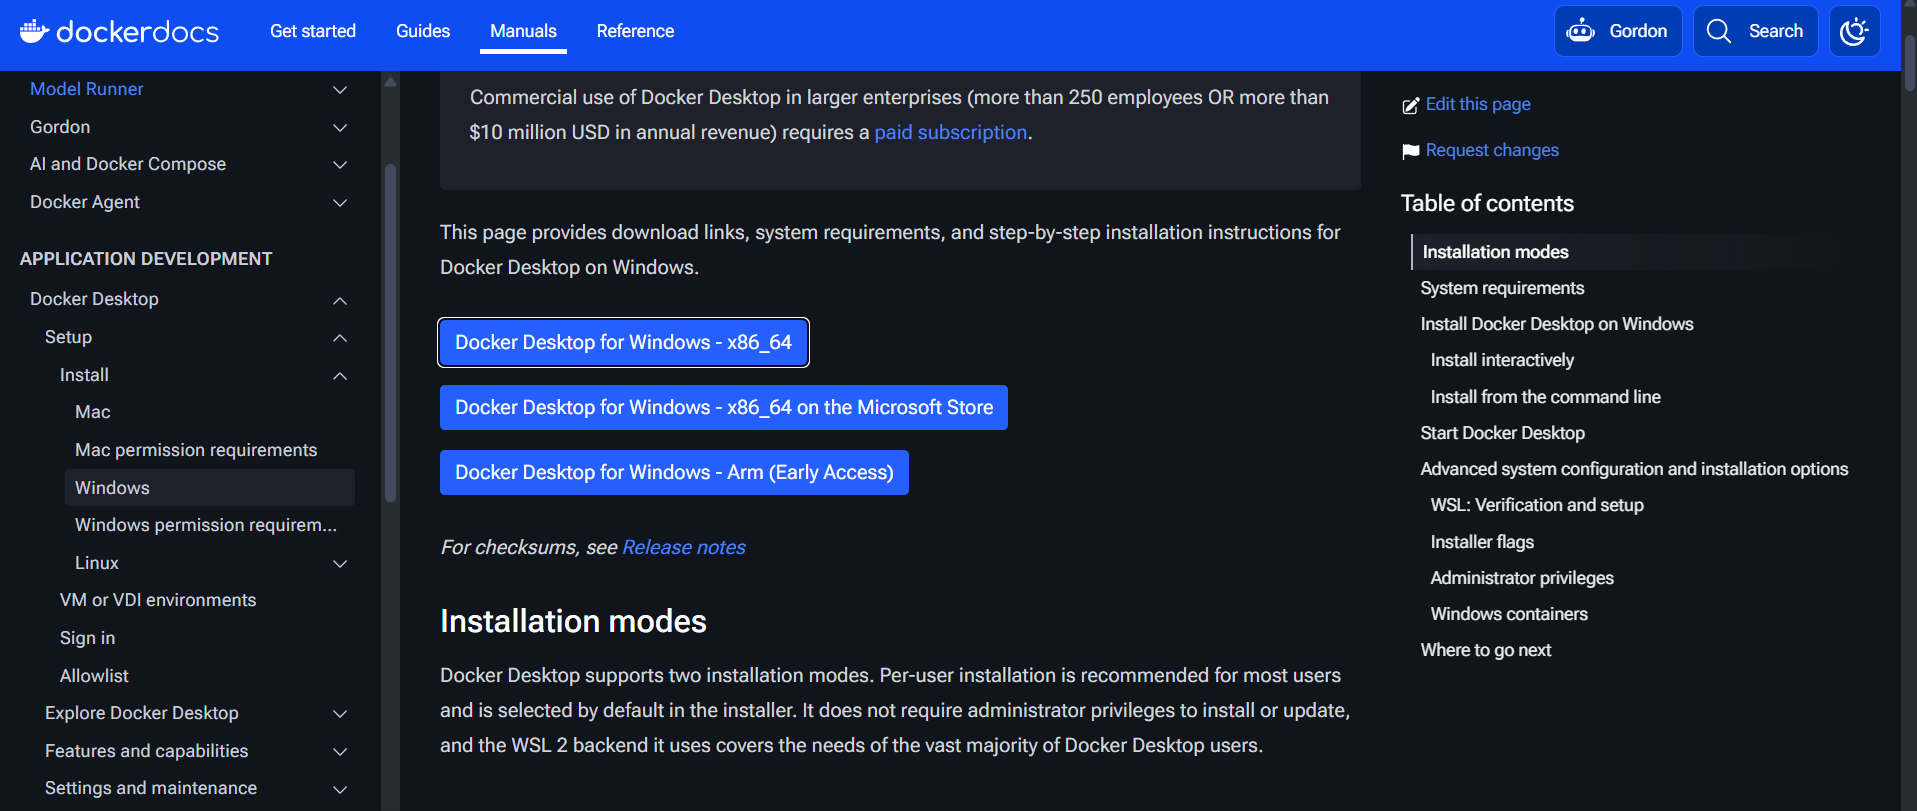 dockerdocs
Get started
Guides
Manuals
Reference
Gordon
Search
Model Runner
Gordon
AI and Docker Compose
Docker Agent
APPLICATION DEVELOPMENT
Docker Desktop
Setup
Install
Mac
Mac permission requirements
Windows
Windows permission requirem...
Linux
VM or VDI environments
Sign in
Allowlist
Explore Docker Desktop
Features and capabilities
Settings and maintenance
Commercial use of Docker Desktop in larger enterprises (more than 250 employees OR more than
$10 million USD in annual revenue) requires a paid subscription.
This page provides download links, system requirements, and step-by-step installation instructions for
Docker Desktop on Windows.
Docker Desktop for Windows - x86_64
Docker Desktop for Windows - x86_64 on the Microsoft Store
Docker Desktop for Windows - Arm (Early Access)
For checksums, see Release notes
Installation modes
Docker Desktop supports two installation modes. Per-user installation is recommended for most users
and is selected by default in the installer. It does not require administrator privileges to install or update,
and the WSL 2 backend it uses covers the needs of the vast majority of Docker Desktop users.
Edit this page
Request changes
Table of contents
Installation modes
System requirements
Install Docker Desktop on Windows
Install interactively
Install from the command line
Start Docker Desktop
Advanced system configuration and installation options
WSL: Verification and setup
Installer flags
Administrator privileges
Windows containers
Where to go next